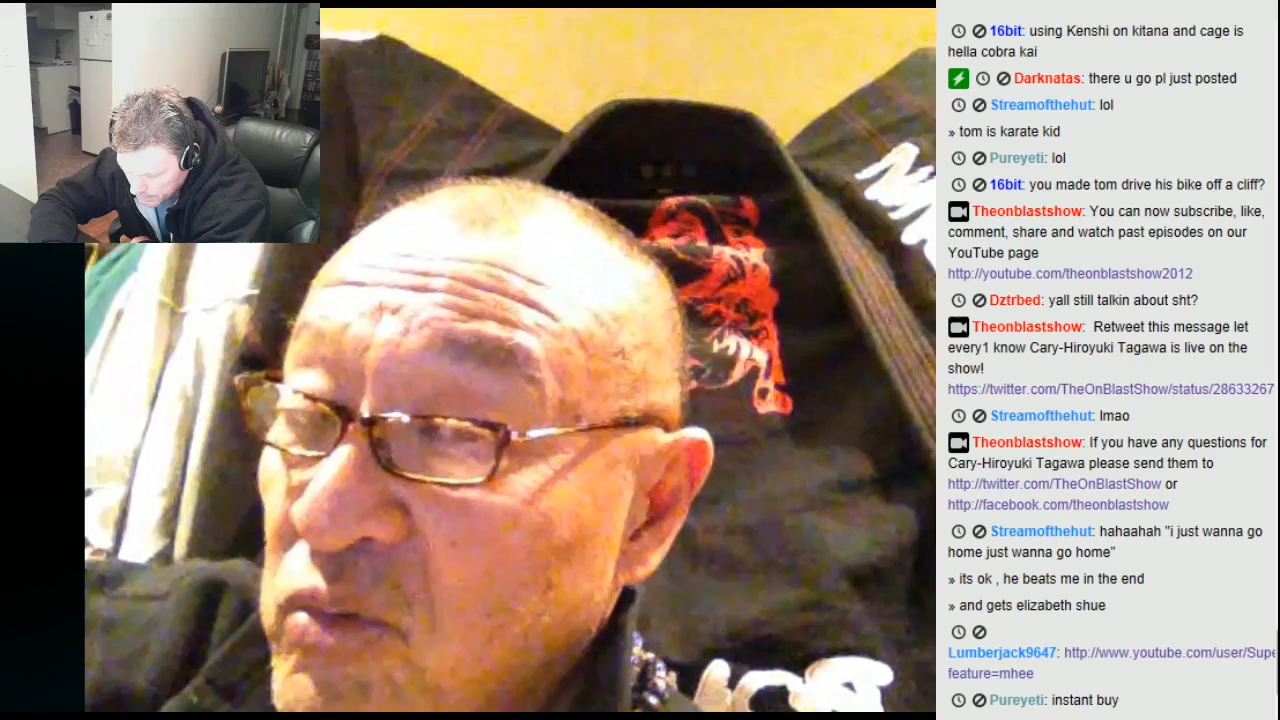 16bit: using Kenshi on kitana and cage is
hella cobra kai
Darknatas: there u go pl just posted
Streamofthehut: lol
» tom is karate kid
Pureyeti: lol
16bit: you made tom drive his bike off a cliff?
Theonblastshow: You can now subscribe, like,
comment, share and watch past episodes on our
YouTube page
http://youtube.com/theonblastshow2012
Dztrbed: yall still talkin about sht?
Theonblastshow: Retweet this message let
every1 know Cary-Hiroyuki Tagawa is live on the
show!
https://twitter.com/TheOnBlastShow/status/28633267
Streamofthehut: lmao
Theonblastshow: If you have any questions for
Cary-Hiroyuki Tagawa please send them to
http://twitter.com/TheOnBlastShow or
http://facebook.com/theonblastshow
Streamofthehut: hahaahah "i just wanna go
home just wanna go home"
» its ok , he beats me in the end
» and gets elizabeth shue
Lumberjack9647: http://www.youtube.com/user/Supe
feature=mhee
Pureyeti: instant buy